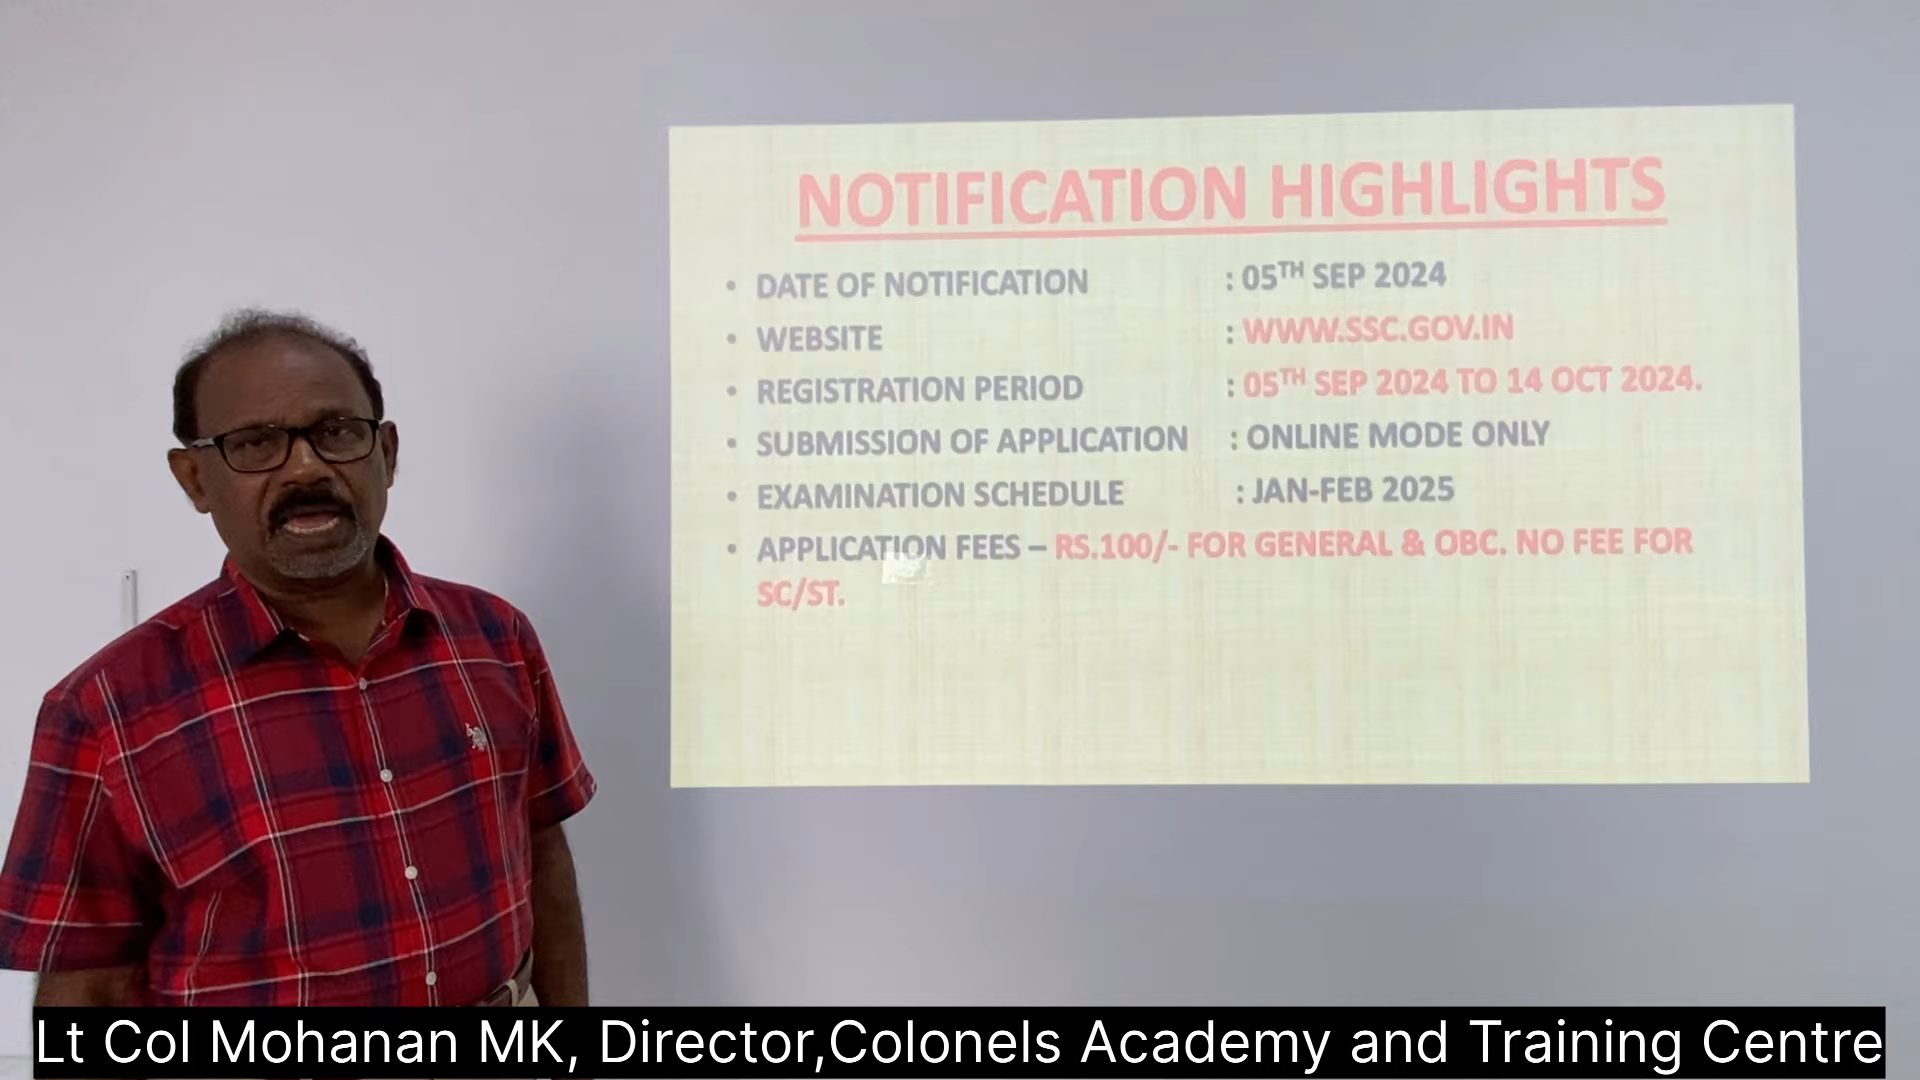 NOTIFICATION HIGHLIGHTS
• DATE OF NOTIFICATION : 05TH SEP 2024
• WEBSITE : WWW.SSC.GOV.IN
• REGISTRATION PERIOD : 05TH SEP 2024 TO 14 OCT 2024.
• SUBMISSION OF APPLICATION : ONLINE MODE ONLY
• EXAMINATION SCHEDULE : JAN-FEB 2025
• APPLICATION FEES – RS.100/- FOR GENERAL & OBC. NO FEE FOR
SC/ST.
Lt Col Mohanan MK, Director,Colonels Academy and Training Centre